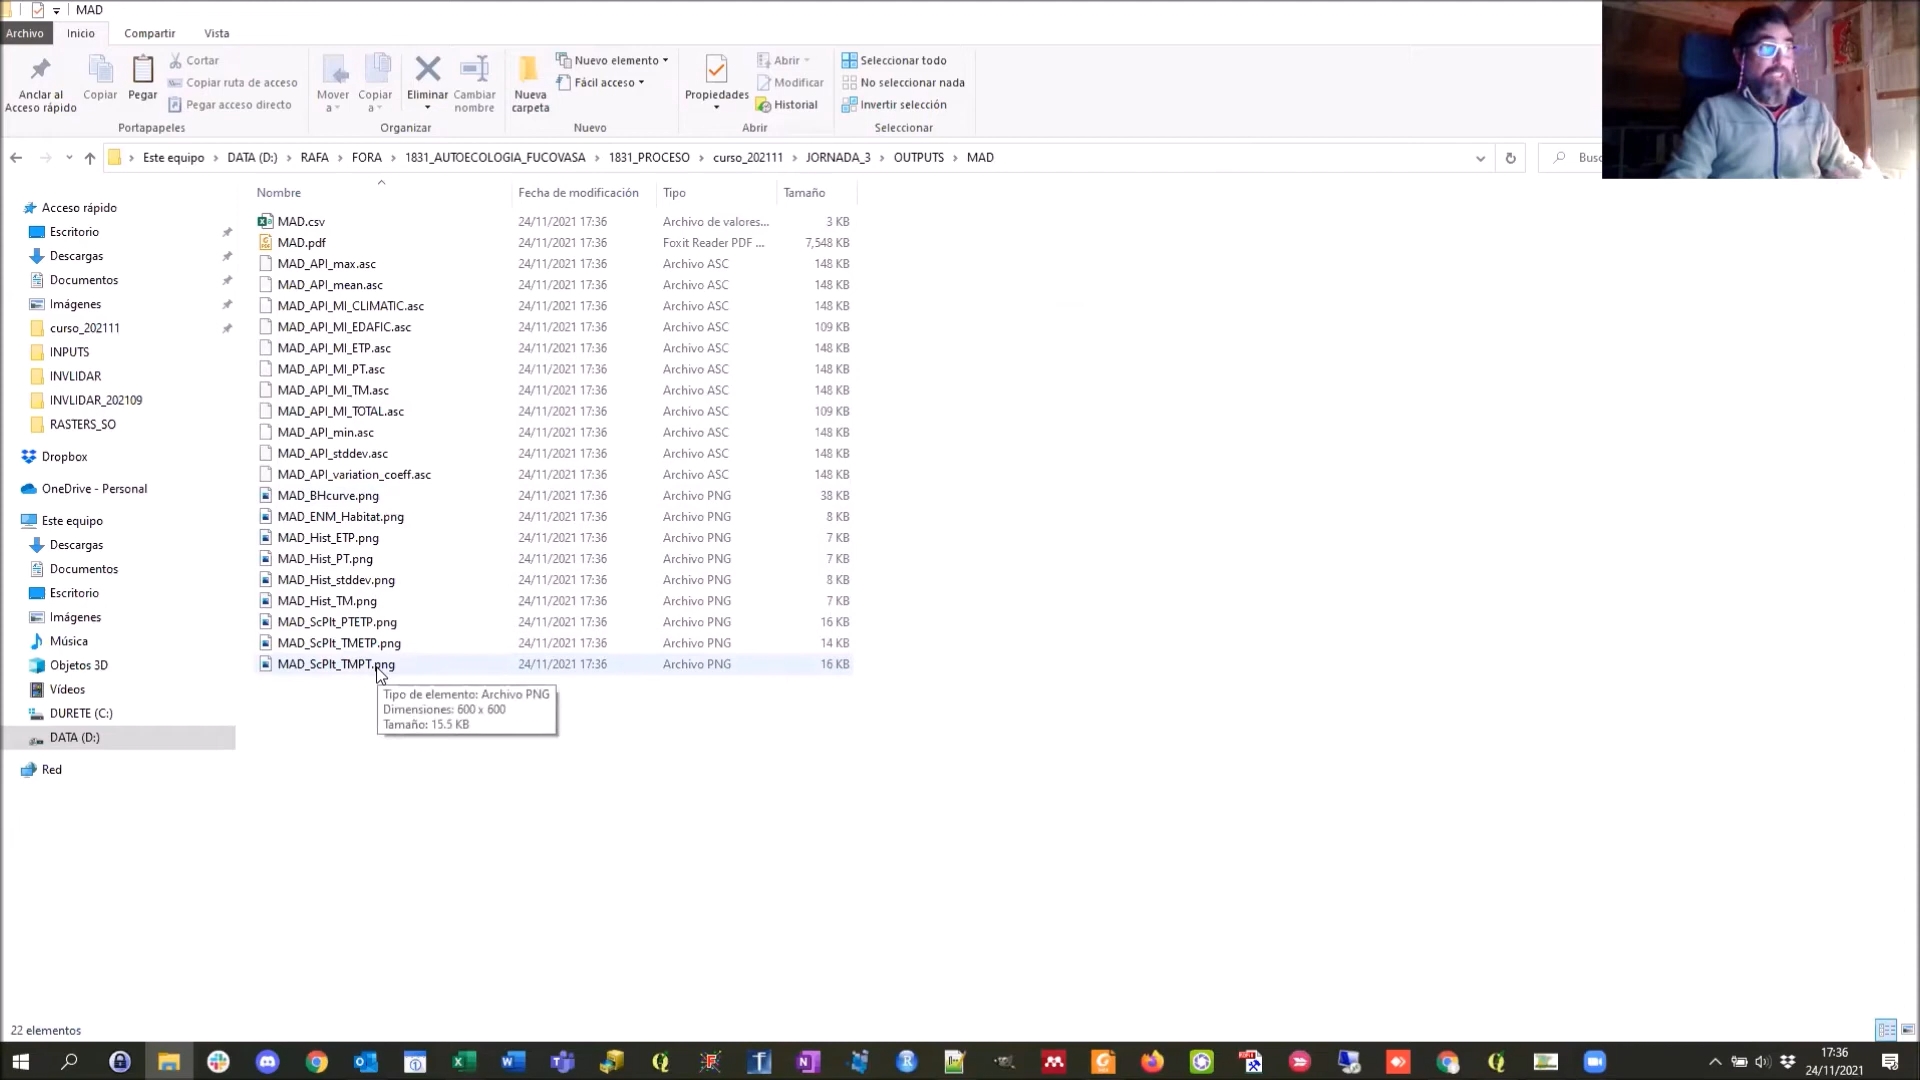 MAD
Archivo Inicio Compartir Vista
Anclar al Acceso rápido
Copiar
Pegar
Cortar
Copiar ruta de acceso
Pegar acceso directo
Portapapeles
Mover a
Copiar a
Eliminar
Cambiar nombre
Organizar
Nueva carpeta
Nuevo elemento
Fácil acceso
Nuevo
Propiedades
Abrir
Modificar
Historial
Abrir
Seleccionar todo
No seleccionar nada
Invertir selección
Seleccionar
Este equipo DATA (D:) RAFA FORA 1831_AUTOECOLOGIA_FUCOVASA 1831_PROCESO curso_202111 JORNADA_3 OUTPUTS MAD
Acceso rápido
Escritorio
Descargas
Documentos
Imágenes
curso_202111
INPUTS
INVLIDAR
INVLIDAR_202109
RASTERS_SO
Dropbox
OneDrive - Personal
Este equipo
Descargas
Documentos
Escritorio
Imágenes
Música
Objetos 3D
Vídeos
DURETE (C:)
DATA (D:)
Red
Nombre Fecha de modificación Tipo Tamaño
MAD.csv 24/11/2021 17:36 Archivo de valores... 3 KB
MAD.pdf 24/11/2021 17:36 Foxit Reader PDF ... 7,548 KB
MAD_API_max.asc 24/11/2021 17:36 Archivo ASC 148 KB
MAD_API_mean.asc 24/11/2021 17:36 Archivo ASC 148 KB
MAD_API_MI_CLIMATIC.asc 24/11/2021 17:36 Archivo ASC 148 KB
MAD_API_MI_EDAFIC.asc 24/11/2021 17:36 Archivo ASC 109 KB
MAD_API_MI_ETP.asc 24/11/2021 17:36 Archivo ASC 148 KB
MAD_API_MI_PT.asc 24/11/2021 17:36 Archivo ASC 148 KB
MAD_API_MI_TM.asc 24/11/2021 17:36 Archivo ASC 148 KB
MAD_API_MI_TOTAL.asc 24/11/2021 17:36 Archivo ASC 109 KB
MAD_API_min.asc 24/11/2021 17:36 Archivo ASC 148 KB
MAD_API_stddev.asc 24/11/2021 17:36 Archivo ASC 148 KB
MAD_API_variation_coeff.asc 24/11/2021 17:36 Archivo ASC 148 KB
MAD_BHcurve.png 24/11/2021 17:36 Archivo PNG 38 KB
MAD_ENM_Habitat.png 24/11/2021 17:36 Archivo PNG 8 KB
MAD_Hist_ETP.png 24/11/2021 17:36 Archivo PNG 7 KB
MAD_Hist_PT.png 24/11/2021 17:36 Archivo PNG 7 KB
MAD_Hist_stddev.png 24/11/2021 17:36 Archivo PNG 8 KB
MAD_Hist_TM.png 24/11/2021 17:36 Archivo PNG 7 KB
MAD_ScPlt_PTETP.png 24/11/2021 17:36 Archivo PNG 16 KB
MAD_ScPlt_TMETP.png 24/11/2021 17:36 Archivo PNG 14 KB
MAD_ScPlt_TMPT.png 24/11/2021 17:36 Archivo PNG 16 KB
Tipo de elemento: Archivo PNG
Dimensiones: 600 x 600
Tamaño: 15.5 KB
22 elementos
17:36
24/11/2021